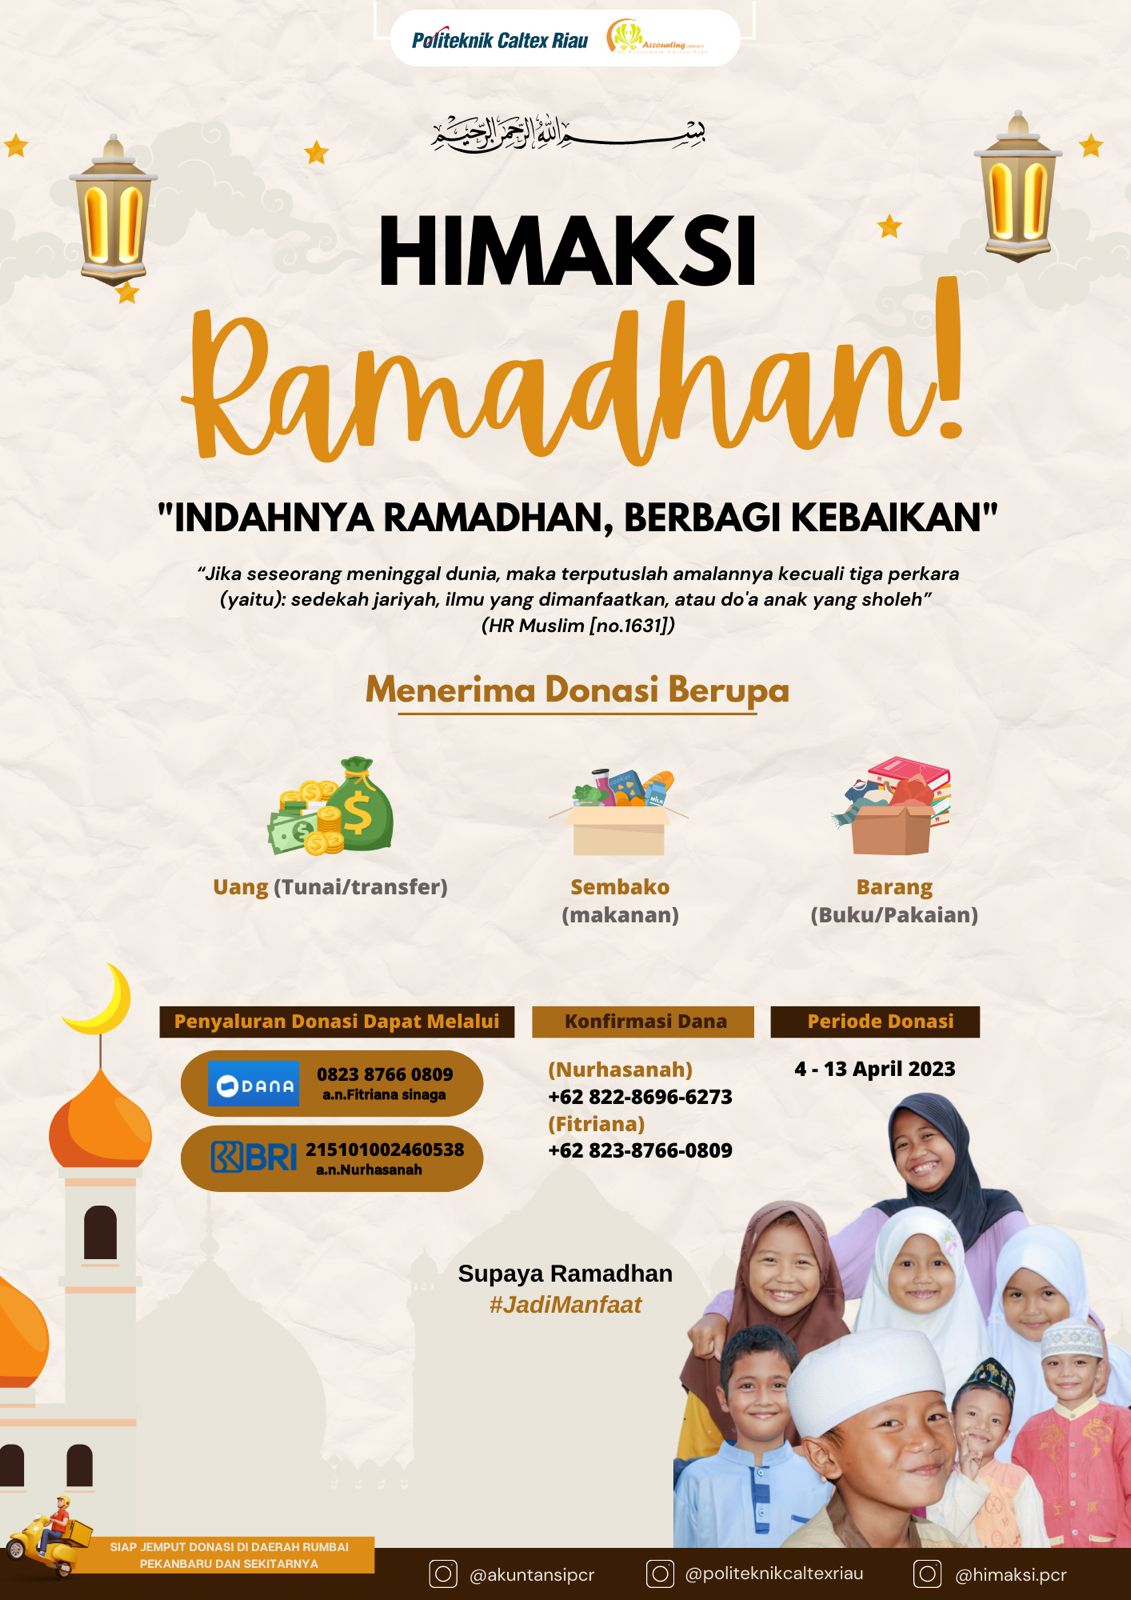 Politeknik Caltex Riau
Accounting
بِسْمِ اللهِ الرَّحْمَنِ الرَّحِيْمِ
HIMAKSI
Ramadhan!
"INDAHNYA RAMADHAN, BERBAGI KEBAIKAN"
“Jika seseorang meninggal dunia, maka terputuslah amalannya kecuali tiga perkara
(yaitu): sedekah jariyah, ilmu yang dimanfaatkan, atau do'a anak yang sholeh”
(HR Muslim [no.1631])
Menerima Donasi Berupa
Uang (Tunai/transfer)
Sembako
(makanan)
Barang
(Buku/Pakaian)
Penyaluran Donasi Dapat Melalui
DANA
0823 8766 0809
a.n.Fitriana sinaga
BRI
215101002460538
a.n.Nurhasanah
Konfirmasi Dana
(Nurhasanah)
+62 822-8696-6273
(Fitriana)
+62 823-8766-0809
Periode Donasi
4 - 13 April 2023
Supaya Ramadhan
#JadiManfaat
SIAP JEMPUT DONASI DI DAERAH RUMBAI
PEKANBARU DAN SEKITARNYA
@akuntansipcr
@politeknikcaltexriau
@himaksi.pcr